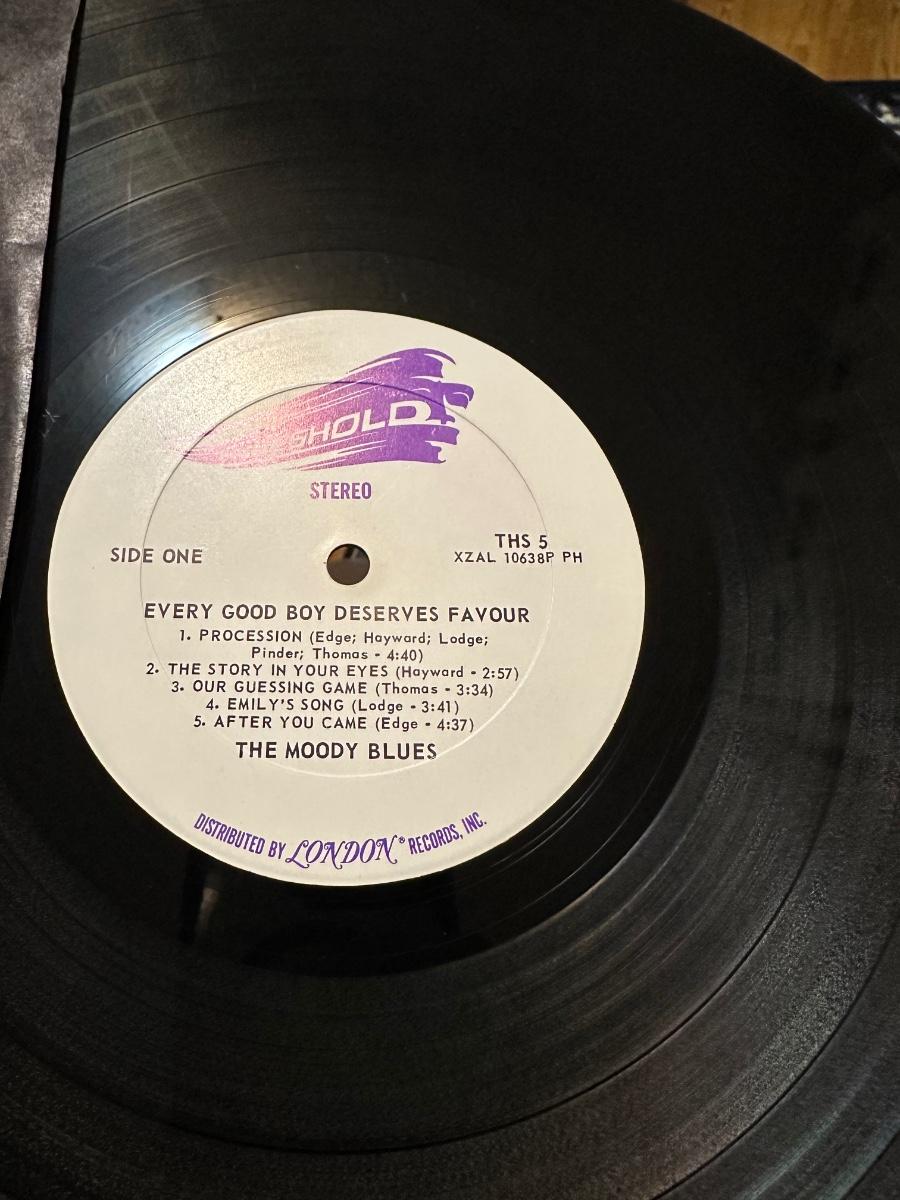 STEREO
SIDE ONE
THS 5
XZAL 10638P PH
EVERY GOOD BOY DESERVES FAVOUR
1. PROCESSION (Edge; Hayward; Lodge;
Pinder; Thomas - 4:40)
2. THE STORY IN YOUR EYES (Hayward - 2:57)
3. OUR GUESSING GAME (Thomas - 3:34)
4. EMILY'S SONG (Lodge - 3:41)
5. AFTER YOU CAME (Edge - 4:37)
THE MOODY BLUES
DISTRIBUTED BY LONDON® RECORDS, INC.